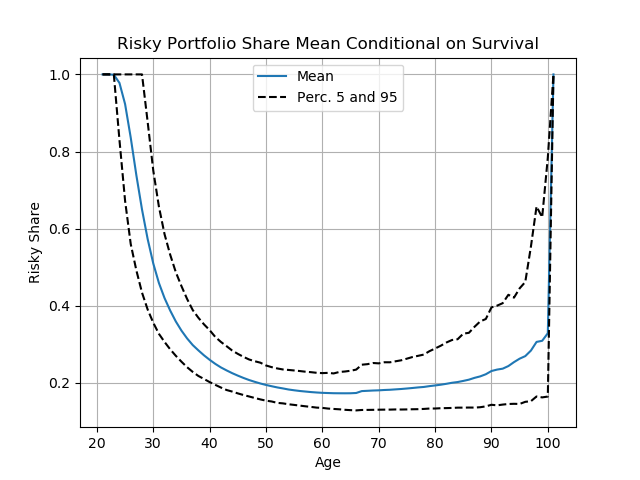 Risky Portfolio Share Mean Conditional on Survival
Mean
Perc. 5 and 95
Risky Share
1.0
0.8
0.6
0.4
0.2
20 30 40 50 60 70 80 90 100
Age